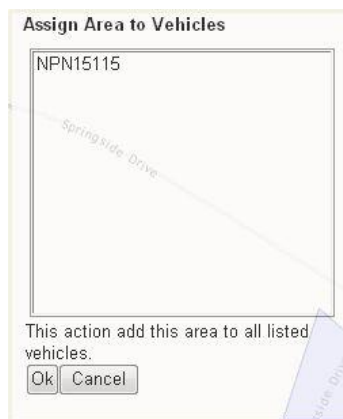 Assign Area to Vehicles
NPN15115
Springside Drive
This action add this area to all listed
vehicles.
Ok Cancel